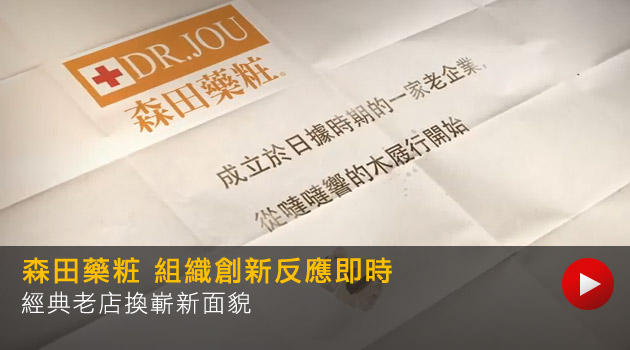 DR.JOU
森田藥粧®
成立於日據時期的一家老企業,
從噠噠響的木屐行開始
森田藥粧 組織創新反應即時
經典老店換嶄新面貌